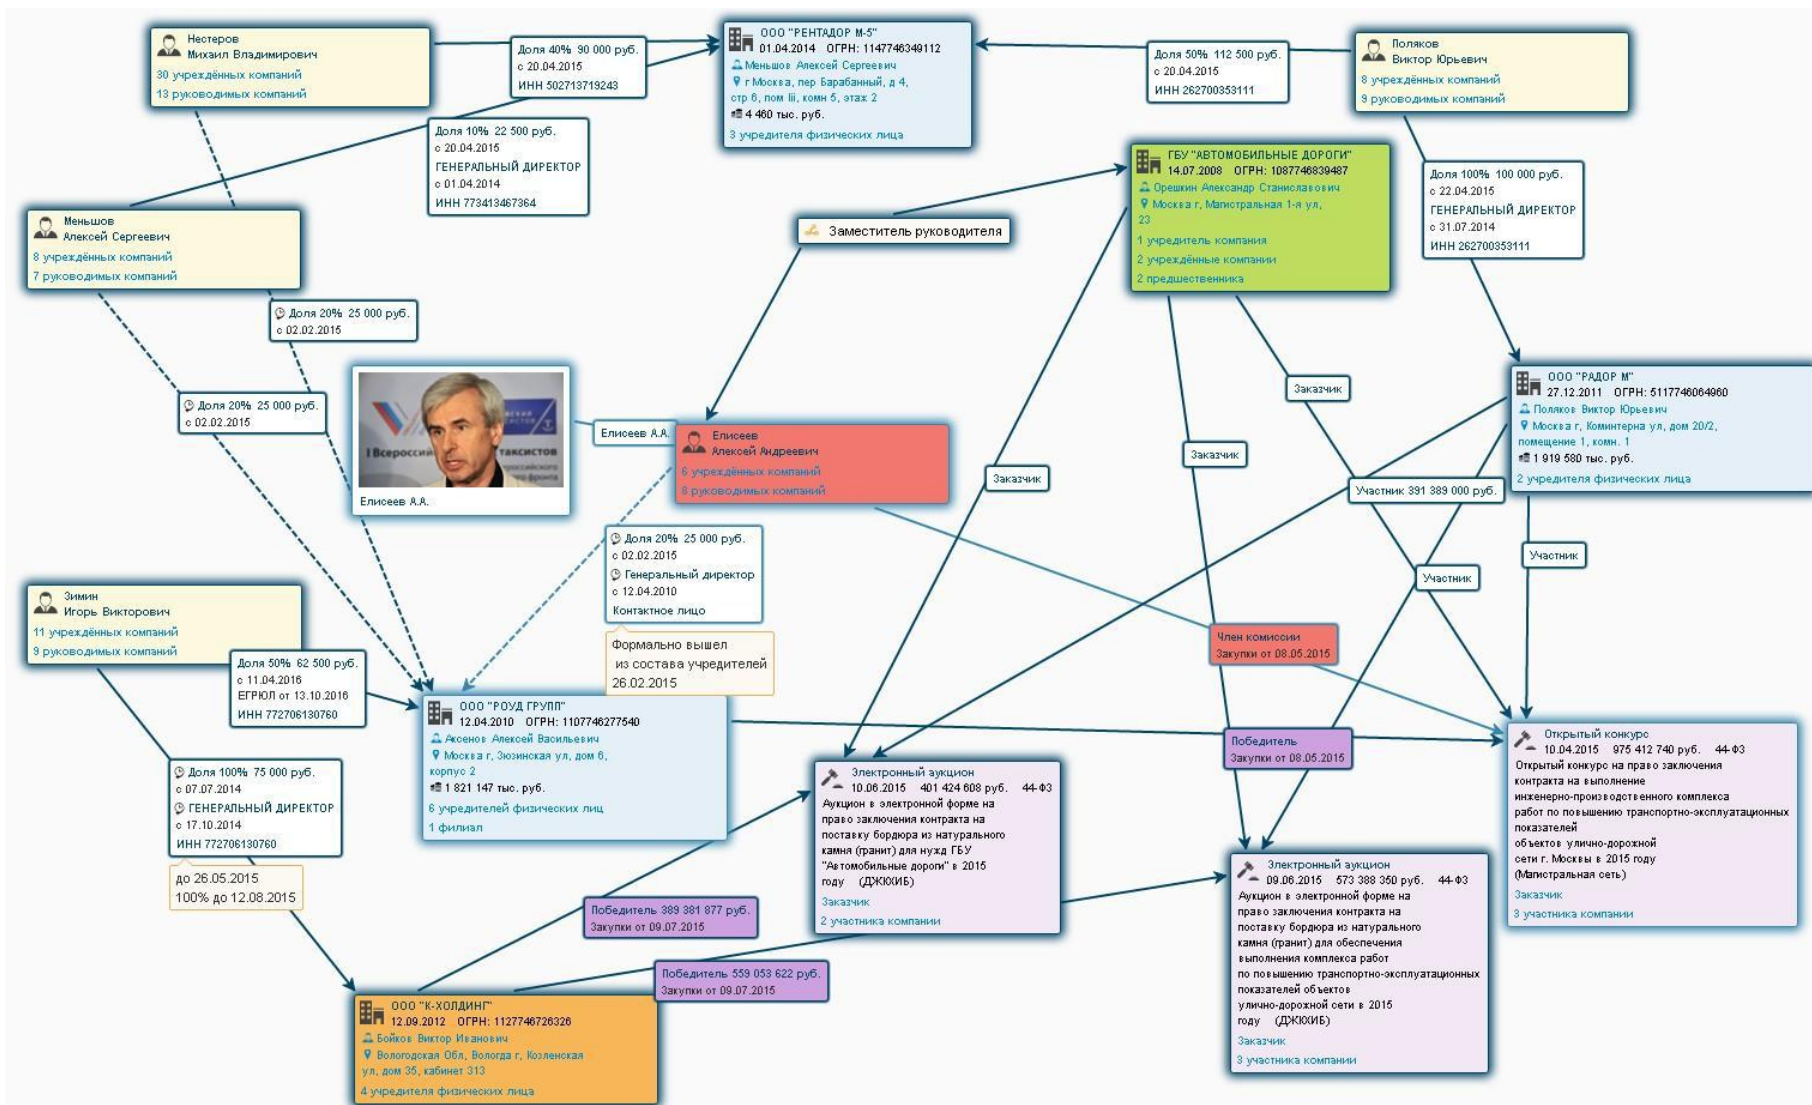 Нестеров
Михаил Владимирович
30 учреждённых компаний
13 руководимых компаний
Доля 40% 90 000 руб.
с 20.04.2015
ИНН 502713719243
ООО "РЕНТАДОР М-5"
01.04.2014 ОГРН: 1147746349112
Меньшов Алексей Сергеевич
г Москва, пер Барабанный, д 4,
стр 6, пом Iii, комн 5, этаж 2
4 460 тыс. руб.
3 учредителя физических лица
Доля 50% 112 500 руб.
с 20.04.2015
ИНН 262700353111
Поляков
Виктор Юрьевич
8 учреждённых компаний
9 руководимых компаний
Доля 10% 22 500 руб.
с 20.04.2015
ГЕНЕРАЛЬНЫЙ ДИРЕКТОР
с 01.04.2014
ИНН 773413467364
ГБУ "АВТОМОБИЛЬНЫЕ ДОРОГИ"
14.07.2008 ОГРН: 1087746839487
Орешкин Александр Станиславович
Москва г, Магистральная 1-я ул,
23
1 учредитель компания
2 учреждённые компании
2 предшественника
Доля 100% 100 000 руб.
с 22.04.2015
ГЕНЕРАЛЬНЫЙ ДИРЕКТОР
с 31.07.2014
ИНН 262700353111
Меньшов
Алексей Сергеевич
8 учреждённых компаний
7 руководимых компаний
Заместитель руководителя
Доля 20% 25 000 руб.
с 02.02.2015
Доля 20% 25 000 руб.
с 02.02.2015
I Всеросси
таксистов
Елисеев А.А.
Елисеев А.А.
Елисеев
Алексей Андреевич
6 учреждённых компаний
8 руководимых компаний
Заказчик
Заказчик
Заказчик
ООО "РАДОР М"
27.12.2011 ОГРН: 5117746064960
Поляков Виктор Юрьевич
Москва г, Коминтерна ул, дом 20/2,
помещение 1, комн. 1
1 919 580 тыс. руб.
2 учредителя физических лица
Участник 391 389 000 руб.
Участник
Участник
Доля 20% 25 000 руб.
с 02.02.2015
Генеральный директор
с 12.04.2010
Контактное лицо
Формально вышел
из состава учредителей
26.02.2015
Зимин
Игорь Викторович
11 учреждённых компаний
9 руководимых компаний
Доля 50% 62 500 руб.
с 11.04.2016
ЕГРЮЛ от 13.10.2016
ИНН 772706130760
Член комиссии
Закупки от 08.05.2015
ООО "РОУД ГРУПП"
12.04.2010 ОГРН: 1107746277540
Аксенов Алексей Васильевич
Москва г, Зюзинская ул, дом 6,
корпус 2
1 821 147 тыс. руб.
6 учредителей физических лиц
1 филиал
Победитель
Закупки от 08.05.2015
Открытый конкурс
10.04.2015 975 412 740 руб. 44-ФЗ
Открытый конкурс на право заключения
контракта на выполнение
инженерно-производственного комплекса
работ по повышению транспортно-эксплуатационных
показателей
объектов улично-дорожной
сети г. Москвы в 2015 году
(Магистральная сеть)
Заказчик
3 участника компании
Доля 100% 75 000 руб.
с 07.07.2014
ГЕНЕРАЛЬНЫЙ ДИРЕКТОР
с 17.10.2014
ИНН 772706130760
до 26.05.2015
100% до 12.08.2015
Электронный аукцион
10.06.2015 401 424 608 руб. 44-ФЗ
Аукцион в электронной форме на
право заключения контракта на
поставку бордюра из натурального
камня (гранит) для нужд ГБУ
"Автомобильные дороги" в 2015
году (ДЖКХИБ)
Заказчик
2 участника компании
Электронный аукцион
09.06.2015 573 388 350 руб. 44-ФЗ
Аукцион в электронной форме на
право заключения контракта на
поставку бордюра из натурального
камня (гранит) для обеспечения
выполнения комплекса работ
по повышению транспортно-эксплуатационных
показателей объектов
улично-дорожной сети в 2015
году (ДЖКХИБ)
Заказчик
3 участника компании
Победитель 389 381 877 руб.
Закупки от 09.07.2015
Победитель 559 053 622 руб.
Закупки от 09.07.2015
ООО "К-ХОЛДИНГ"
12.09.2012 ОГРН: 1127746726326
Бойков Виктор Иванович
Вологодская Обл, Вологда г, Козленская
ул, дом 35, кабинет 313
4 учредителя физических лица